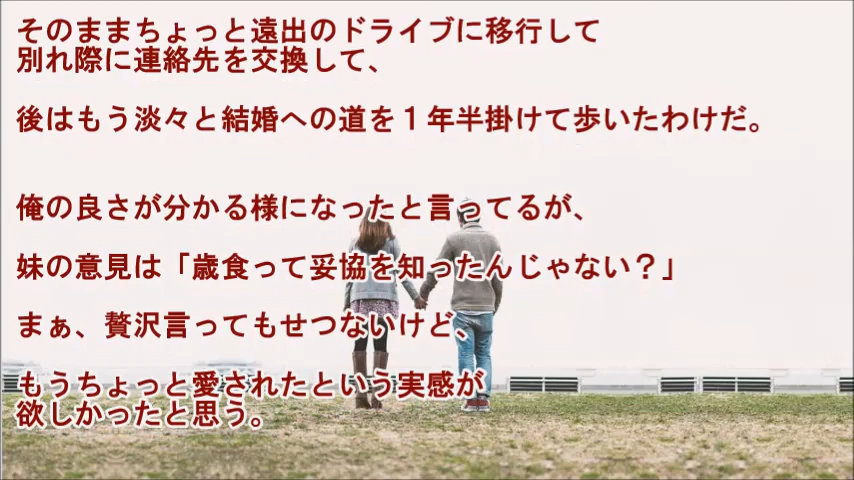 そのままちょっと遠出のドライブに移行して
別れ際に連絡先を交換して、
後はもう淡々と結婚への道を１年半掛けて歩いたわけだ。
俺の良さが分かる様になったと言ってるが、
妹の意見は「歳食って妥協を知ったんじゃない？」
まぁ、贅沢言ってもせつないけど、
もうちょっと愛されたという実感が
欲しかったと思う。